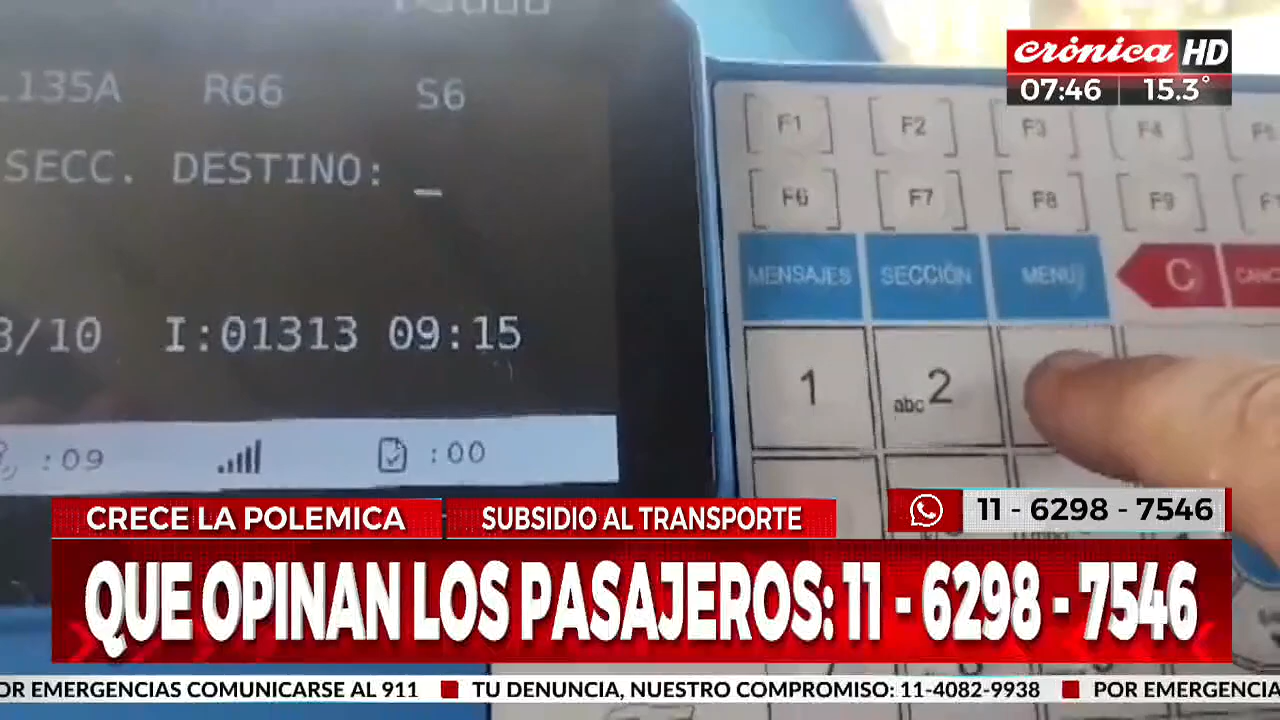 crónica HD
07:46 15.3°
L135A R66 S6
SECC. DESTINO: _
3/10 I:01313 09:15
:09 :00
F1 F2 F3 F4
F6 F7 F8 F9
MENSAJES SECCIÓN MENÚ C
1 abc 2
CRECE LA POLEMICA SUBSIDIO AL TRANSPORTE 11 - 6298 - 7546
QUE OPINAN LOS PASAJEROS: 11 - 6298 - 7546
POR EMERGENCIAS COMUNICARSE AL 911 TU DENUNCIA, NUESTRO COMPROMISO: 11-4082-9938 POR EMERGENCIA